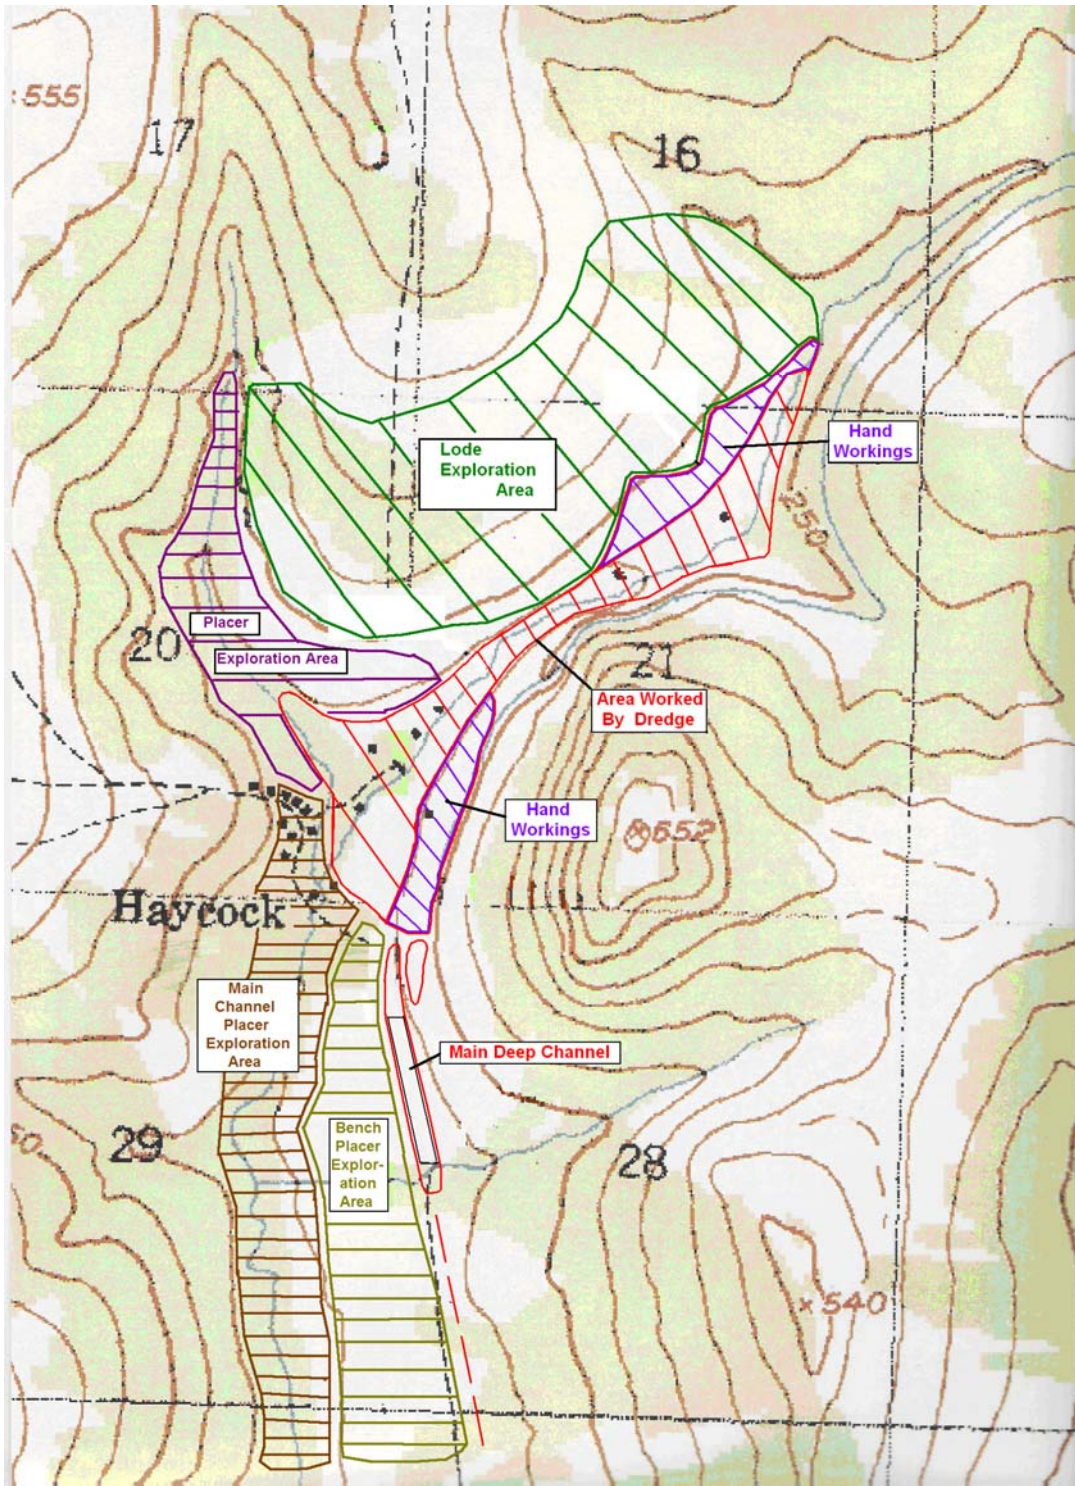 555
17
16
Hand
Workings
Lode
Exploration
Area
250
Placer
Exploration Area
20
21
Area Worked
By Dredge
Hand
Workings
552
Haycock
Main
Channel
Placer
Exploration
Area
Main Deep Channel
Bench
Placer
Explor-
ation
Area
29
28
50
x 540